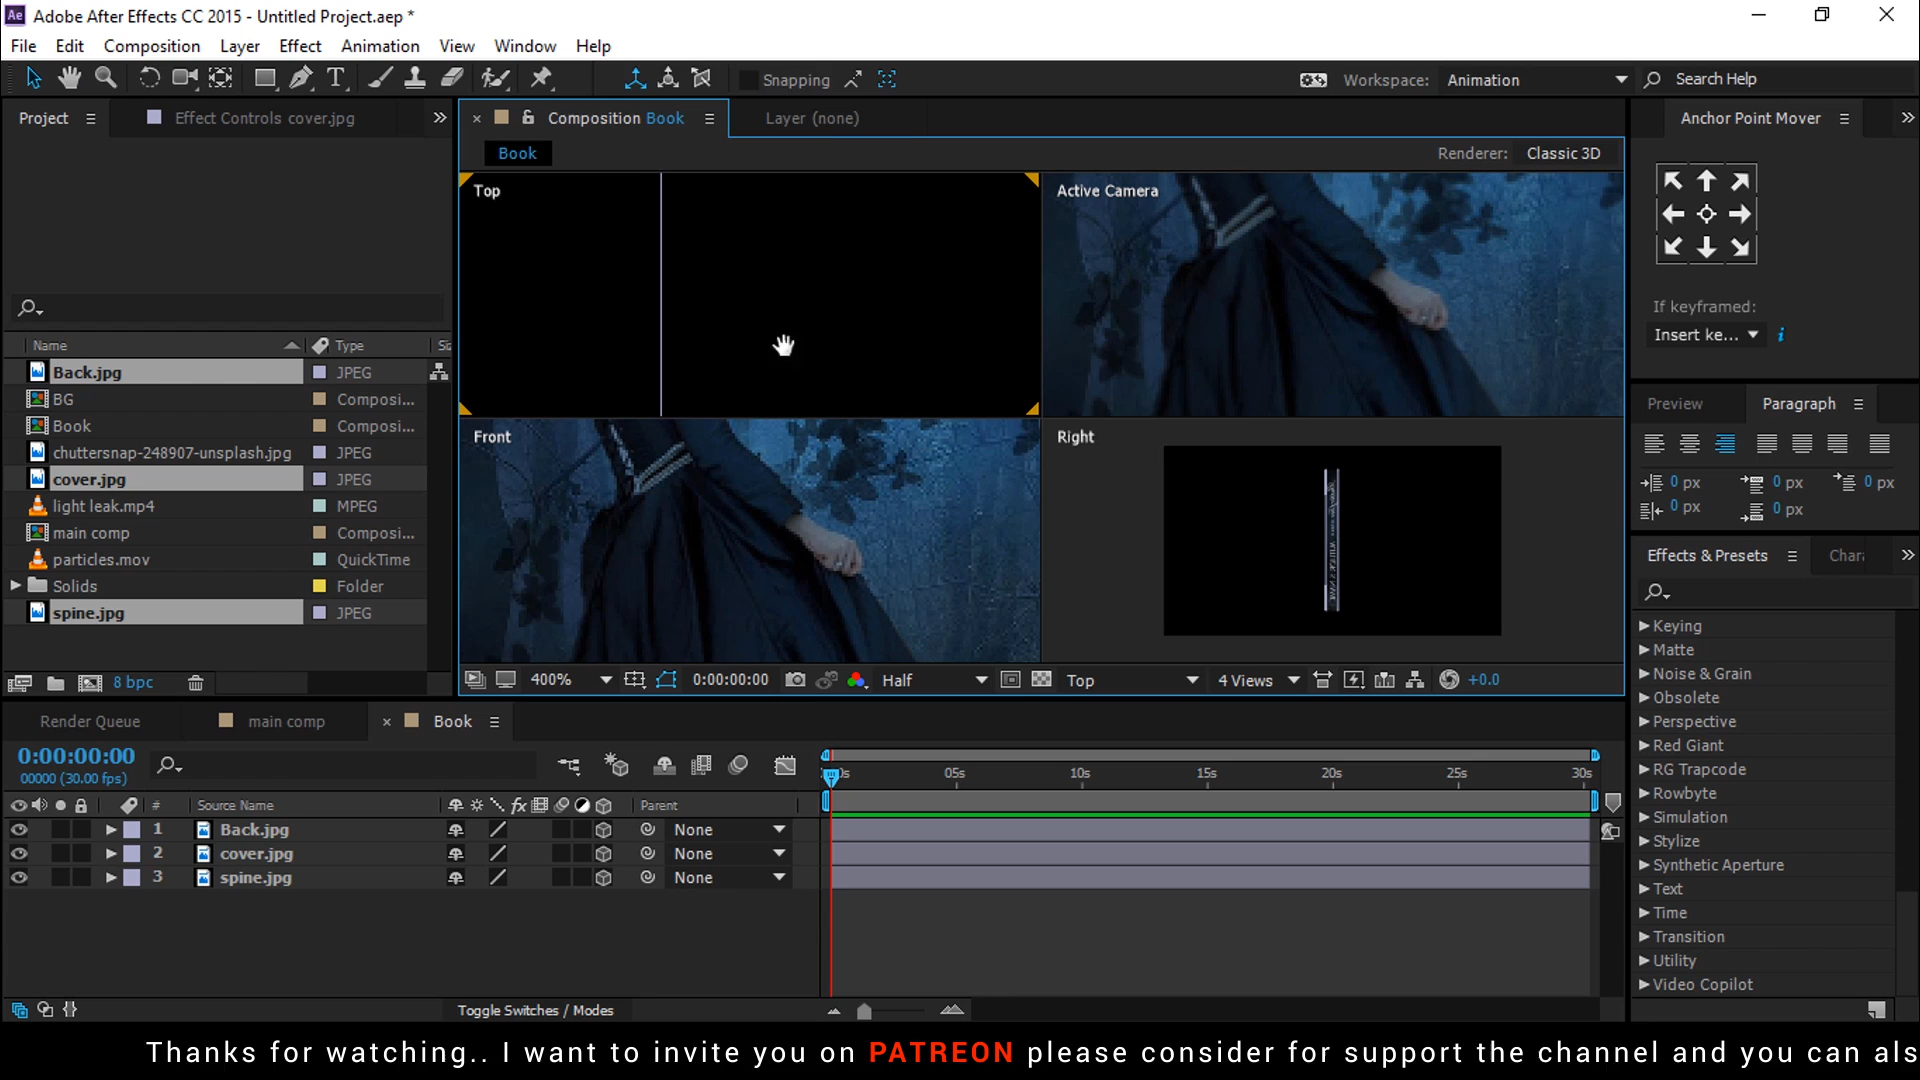 Adobe After Effects CC 2015 - Untitled Project.aep *
File Edit Composition Layer Effect Animation View Window Help
Snapping Workspace: Animation Search Help
Project Effect Controls cover.jpg
Composition Book Layer (none)
Anchor Point Mover
Book
Renderer: Classic 3D
Top
Active Camera
Front
Right
If keyframed:
Insert ke...
Name Type
Back.jpg JPEG
BG Composi...
Book Composi...
chuttersnap-248907-unsplash.jpg JPEG
cover.jpg JPEG
light leak.mp4 MPEG
main comp Composi...
particles.mov QuickTime
Solids Folder
spine.jpg JPEG
8 bpc
Preview Paragraph
0 px 0 px 0 px
0 px 0 px
Effects & Presets
Keying
Matte
Noise & Grain
Obsolete
Perspective
Red Giant
RG Trapcode
Rowbyte
Simulation
Stylize
Synthetic Aperture
Text
Time
Transition
Utility
Video Copilot
400% 0:00:00:00 Half Top 4 Views +0.0
Render Queue main comp Book
0:00:00:00
00000 (30.00 fps)
05s 10s 15s 20s 25s 30s
# Source Name fx Parent
1 Back.jpg None
2 cover.jpg None
3 spine.jpg None
Toggle Switches / Modes
Thanks for watching.. I want to invite you on PATREON please consider for support the channel and you can als